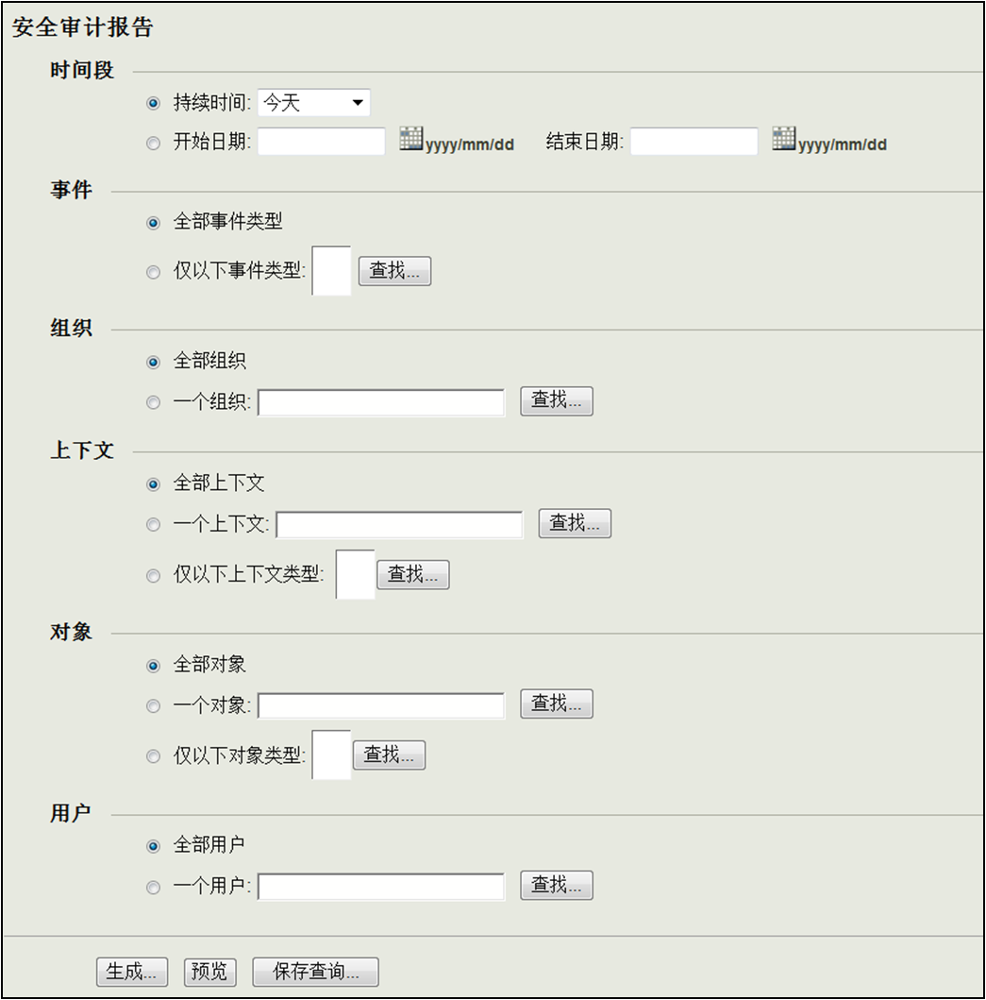 安全审计报告
时间段
持续时间: 今天
开始日期: yyyy/mm/dd 结束日期: yyyy/mm/dd
事件
全部事件类型
仅以下事件类型: 查找...
组织
全部组织
一个组织: 查找...
上下文
全部上下文
一个上下文: 查找...
仅以下上下文类型: 查找...
对象
全部对象
一个对象: 查找...
仅以下对象类型: 查找...
用户
全部用户
一个用户: 查找...
生成... 预览 保存查询...